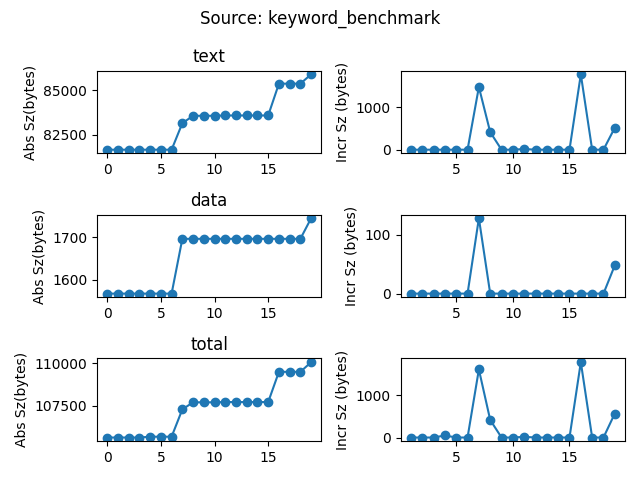 Source: keyword_benchmark
text
Abs Sz(bytes)
85000
82500
0 5 10 15
Incr Sz (bytes)
1000
0
5 10 15
data
Abs Sz(bytes)
1700
1600
0 5 10 15
Incr Sz (bytes)
100
0
5 10 15
total
Abs Sz(bytes)
110000
107500
0 5 10 15
Incr Sz (bytes)
1000
0
5 10 15